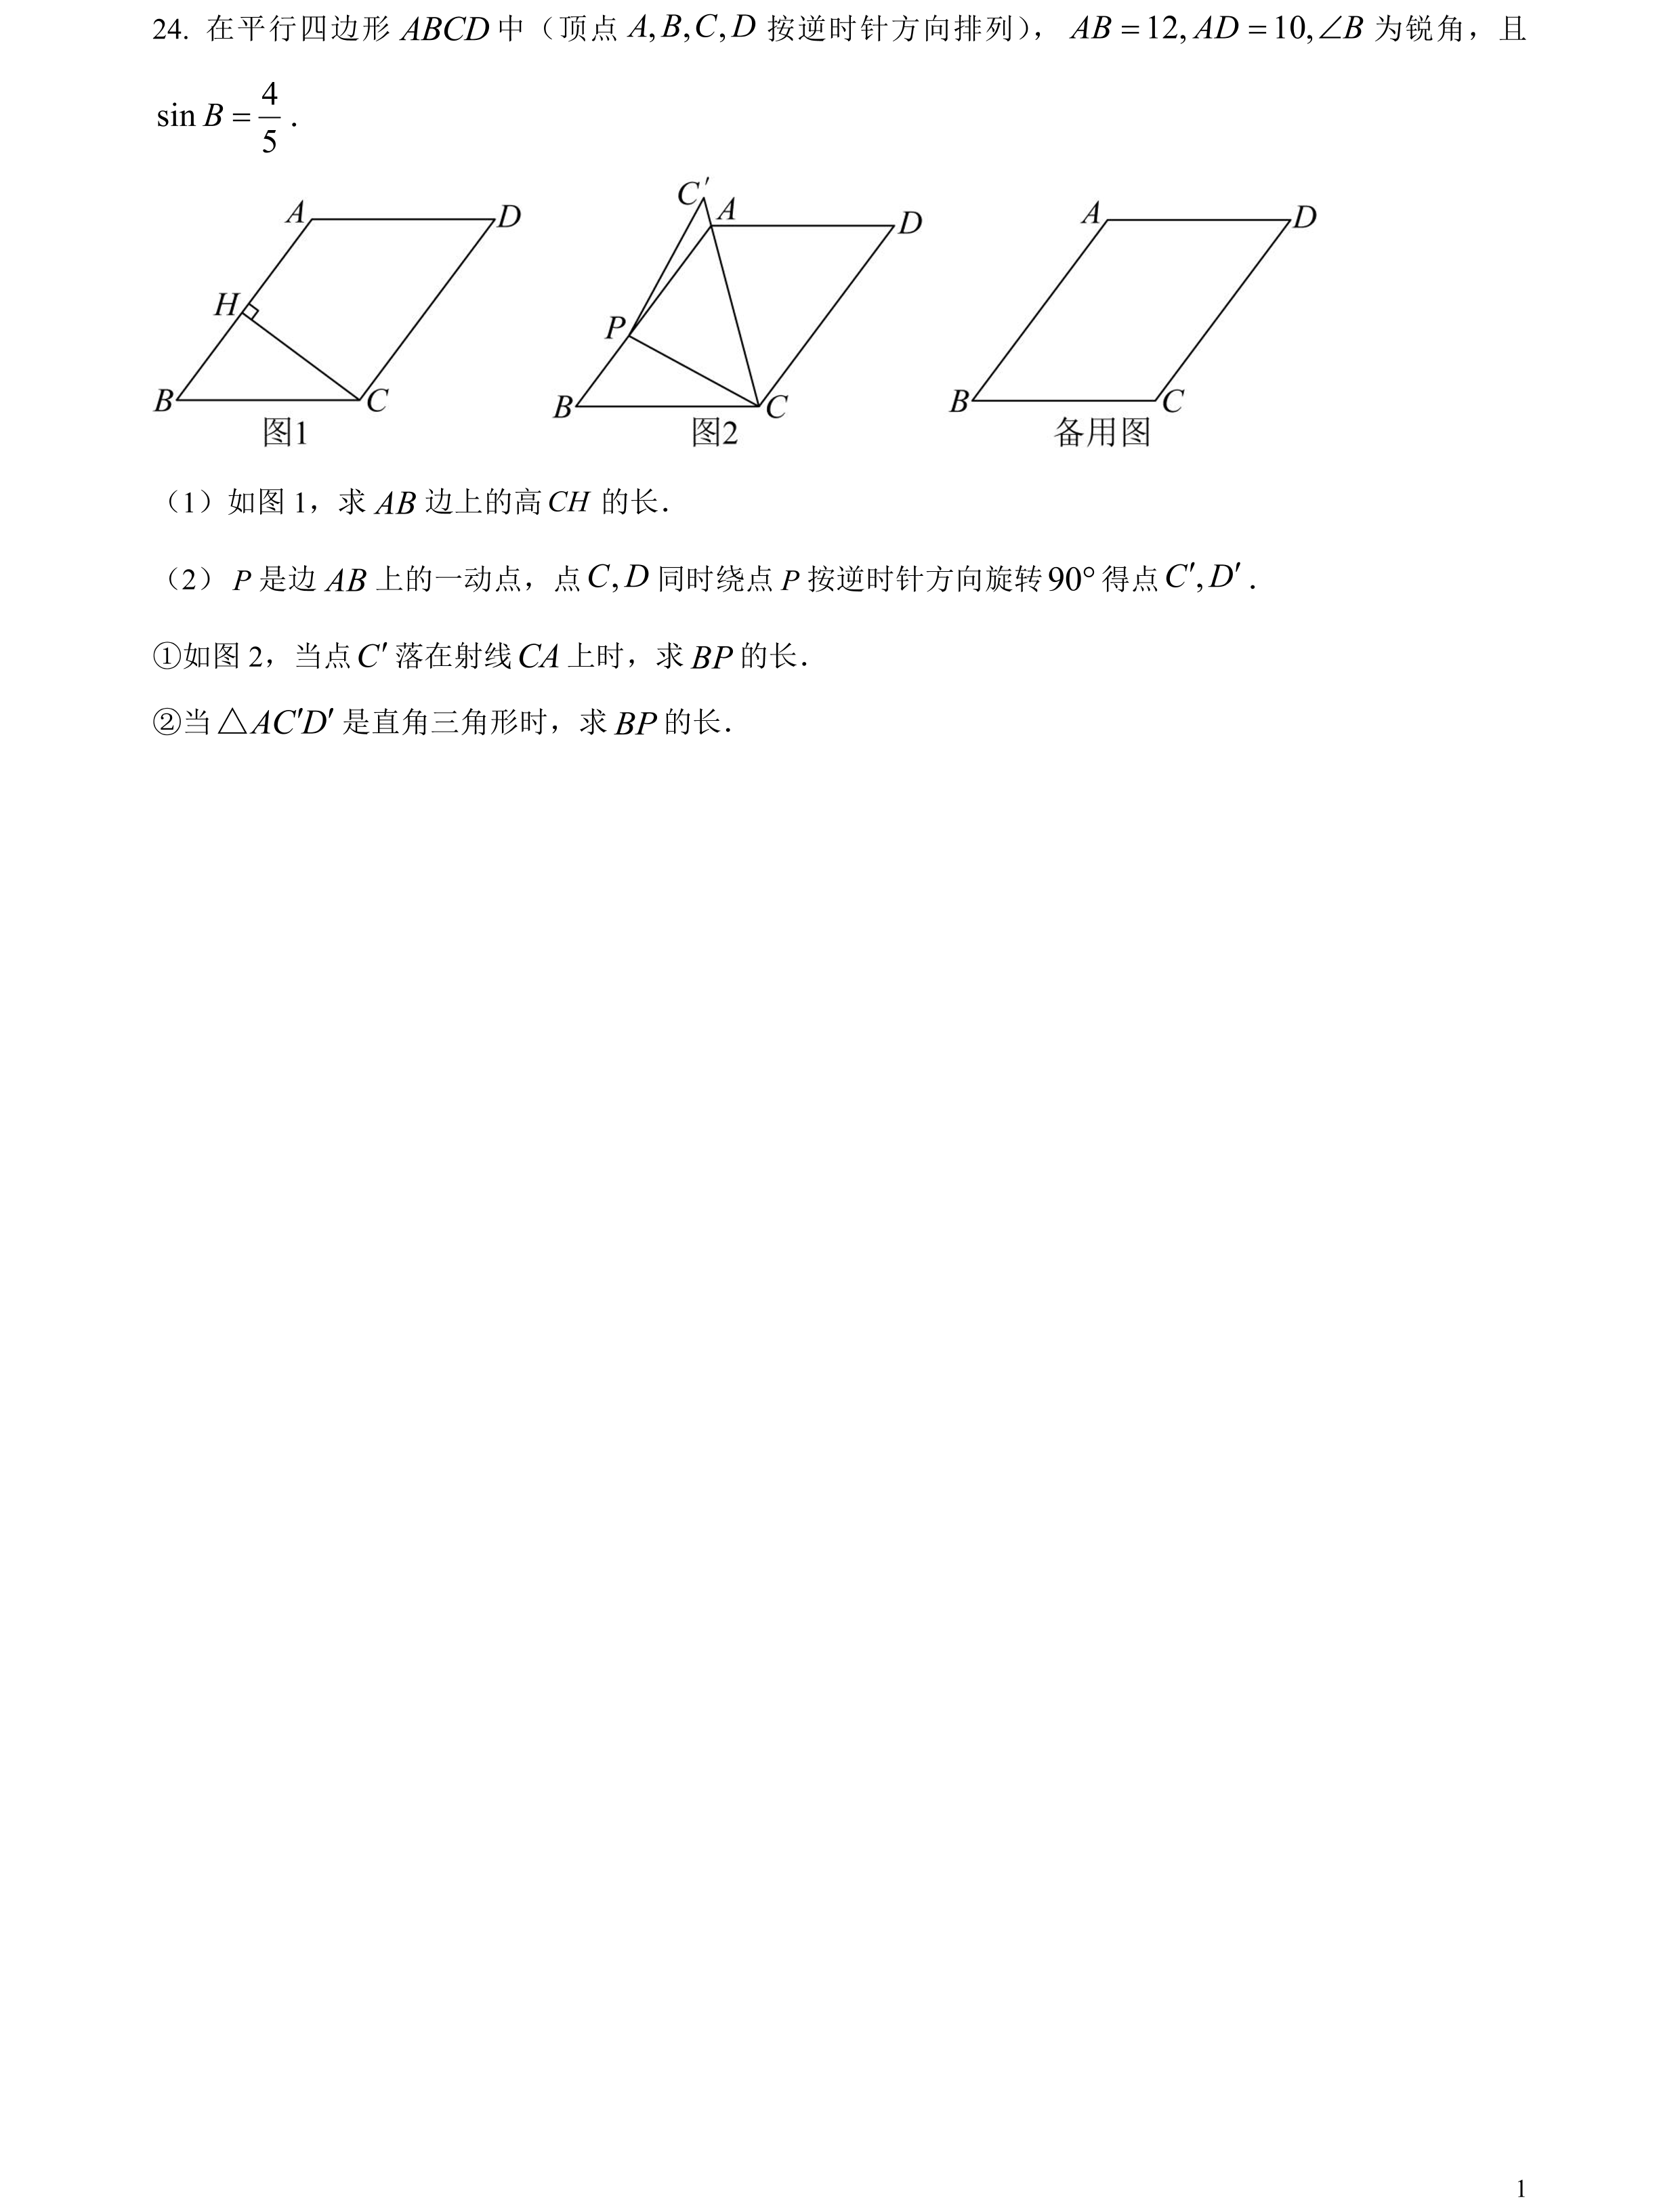 24. 在平行四边形 ABCD 中（顶点 A, B, C, D 按逆时针方向排列）， AB = 12, AD = 10, ∠B 为锐角，且
sin B = 4/5 .
A D H B C 图1
C′ A D P B C 图2
A D B C 备用图
（1）如图 1，求 AB 边上的高 CH 的长．
（2） P 是边 AB 上的一动点，点 C, D 同时绕点 P 按逆时针方向旋转 90° 得点 C′, D′ .
①如图 2，当点 C′ 落在射线 CA 上时，求 BP 的长．
②当 △AC′D′ 是直角三角形时，求 BP 的长．
1